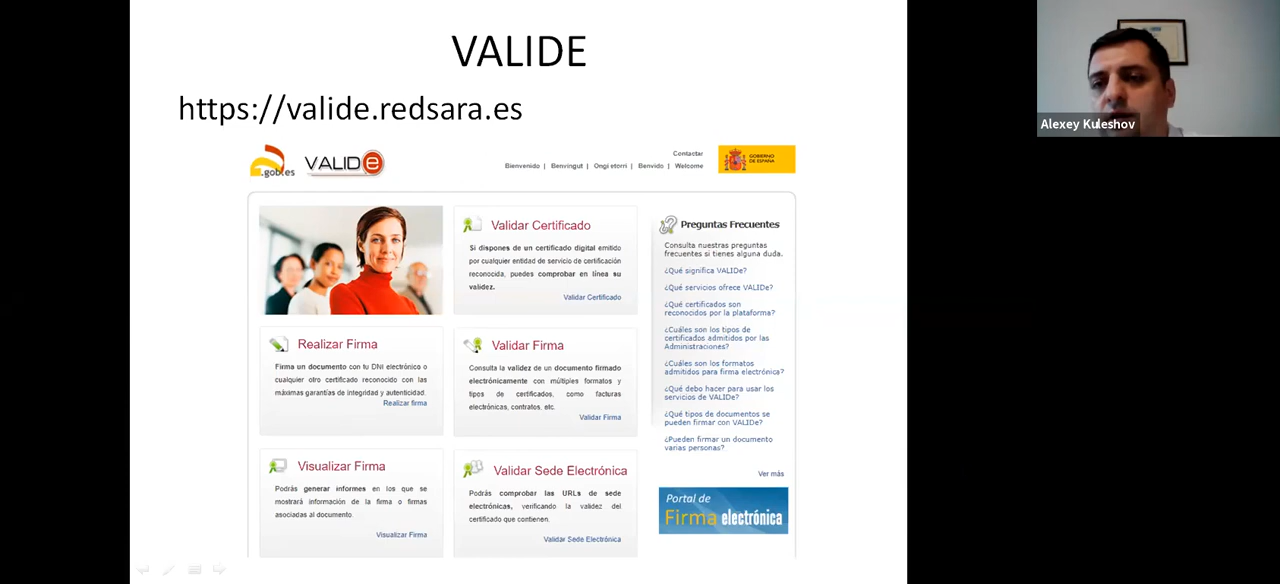 VALIDE
https://valide.redsara.es
.gob.es
VALIDe
Contactar
Bienvenido | Benvingut | Ongi etorri | Benvido | Welcome
GOBIERNO
DE ESPAÑA
Validar Certificado
Si dispones de un certificado digital emitido
por cualquier entidad de servicio de certificación
reconocida, puedes comprobar en línea su
validez.
Validar Certificado
Realizar Firma
Firma un documento con tu DNI electrónico o
cualquier otro certificado reconocido con las
máximas garantías de integridad y autenticidad.
Realizar firma
Validar Firma
Consulta la validez de un documento firmado
electrónicamente con múltiples formatos y
tipos de certificados, como facturas
electrónicas, contratos, etc.
Validar Firma
Visualizar Firma
Podrás generar informes en los que se
mostrará información de la firma o firmas
asociadas al documento.
Visualizar Firma
Validar Sede Electrónica
Podrás comprobar las URLs de sede
electrónicas, verificando la validez del
certificado que contienen.
Validar Sede Electrónica
Preguntas Frecuentes
Consulta nuestras preguntas
frecuentes si tienes alguna duda.
¿Qué significa VALIDe?
¿Qué servicios ofrece VALIDe?
¿Qué certificados son
reconocidos por la plataforma?
¿Cuáles son los tipos de
certificados admitidos por las
Administraciones?
¿Cuáles son los formatos
admitidos para firma electrónica?
¿Qué debo hacer para usar los
servicios de VALIDe?
¿Qué tipos de documentos se
pueden firmar con VALIDe?
¿Pueden firmar un documento
varias personas?
Ver más
Portal de
Firma electrónica
Alexey Kuleshov